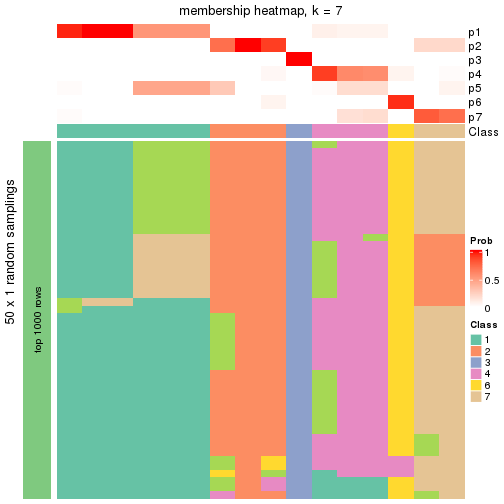 membership heatmap, k = 7
p1
p2
p3
p4
p5
p6
p7
Class
50 x 1 random samplings
top 1000 rows
Prob
1
0.5
0
Class
1
2
3
4
6
7